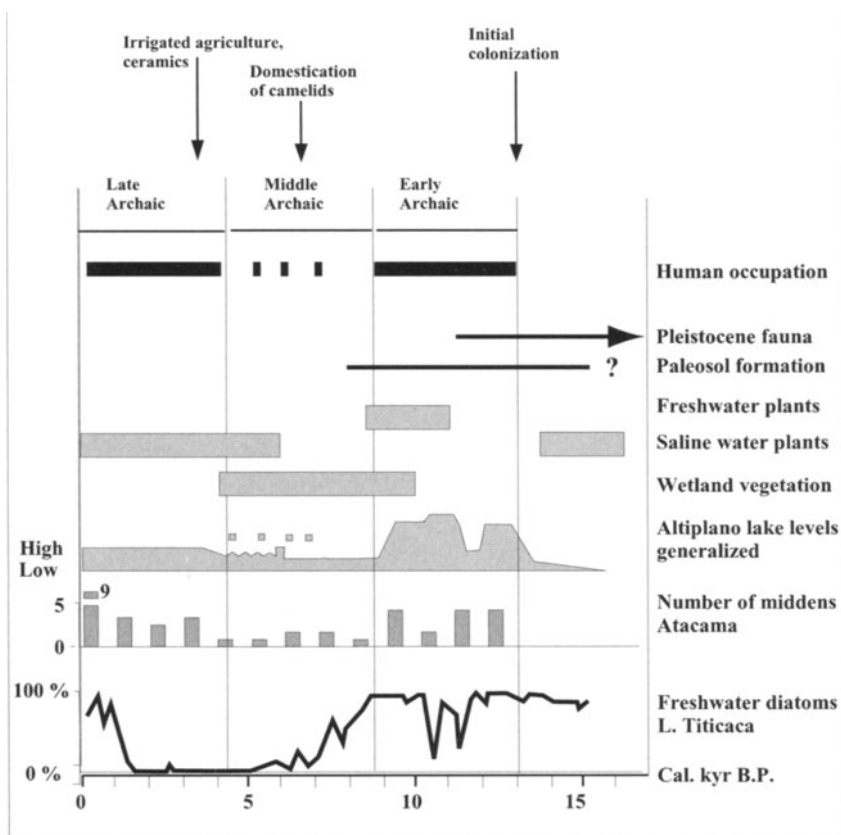 Irrigated agriculture,
ceramics
Domestication
of camelids
Initial
colonization
Late
Archaic
Middle
Archaic
Early
Archaic
Human occupation
Pleistocene fauna
Paleosol formation
?
Freshwater plants
Saline water plants
Wetland vegetation
Altiplano lake levels
generalized
High
Low
9
5
0
Number of middens
Atacama
100 %
0 %
Freshwater diatoms
L. Titicaca
Cal. kyr B.P.
0 5 10 15